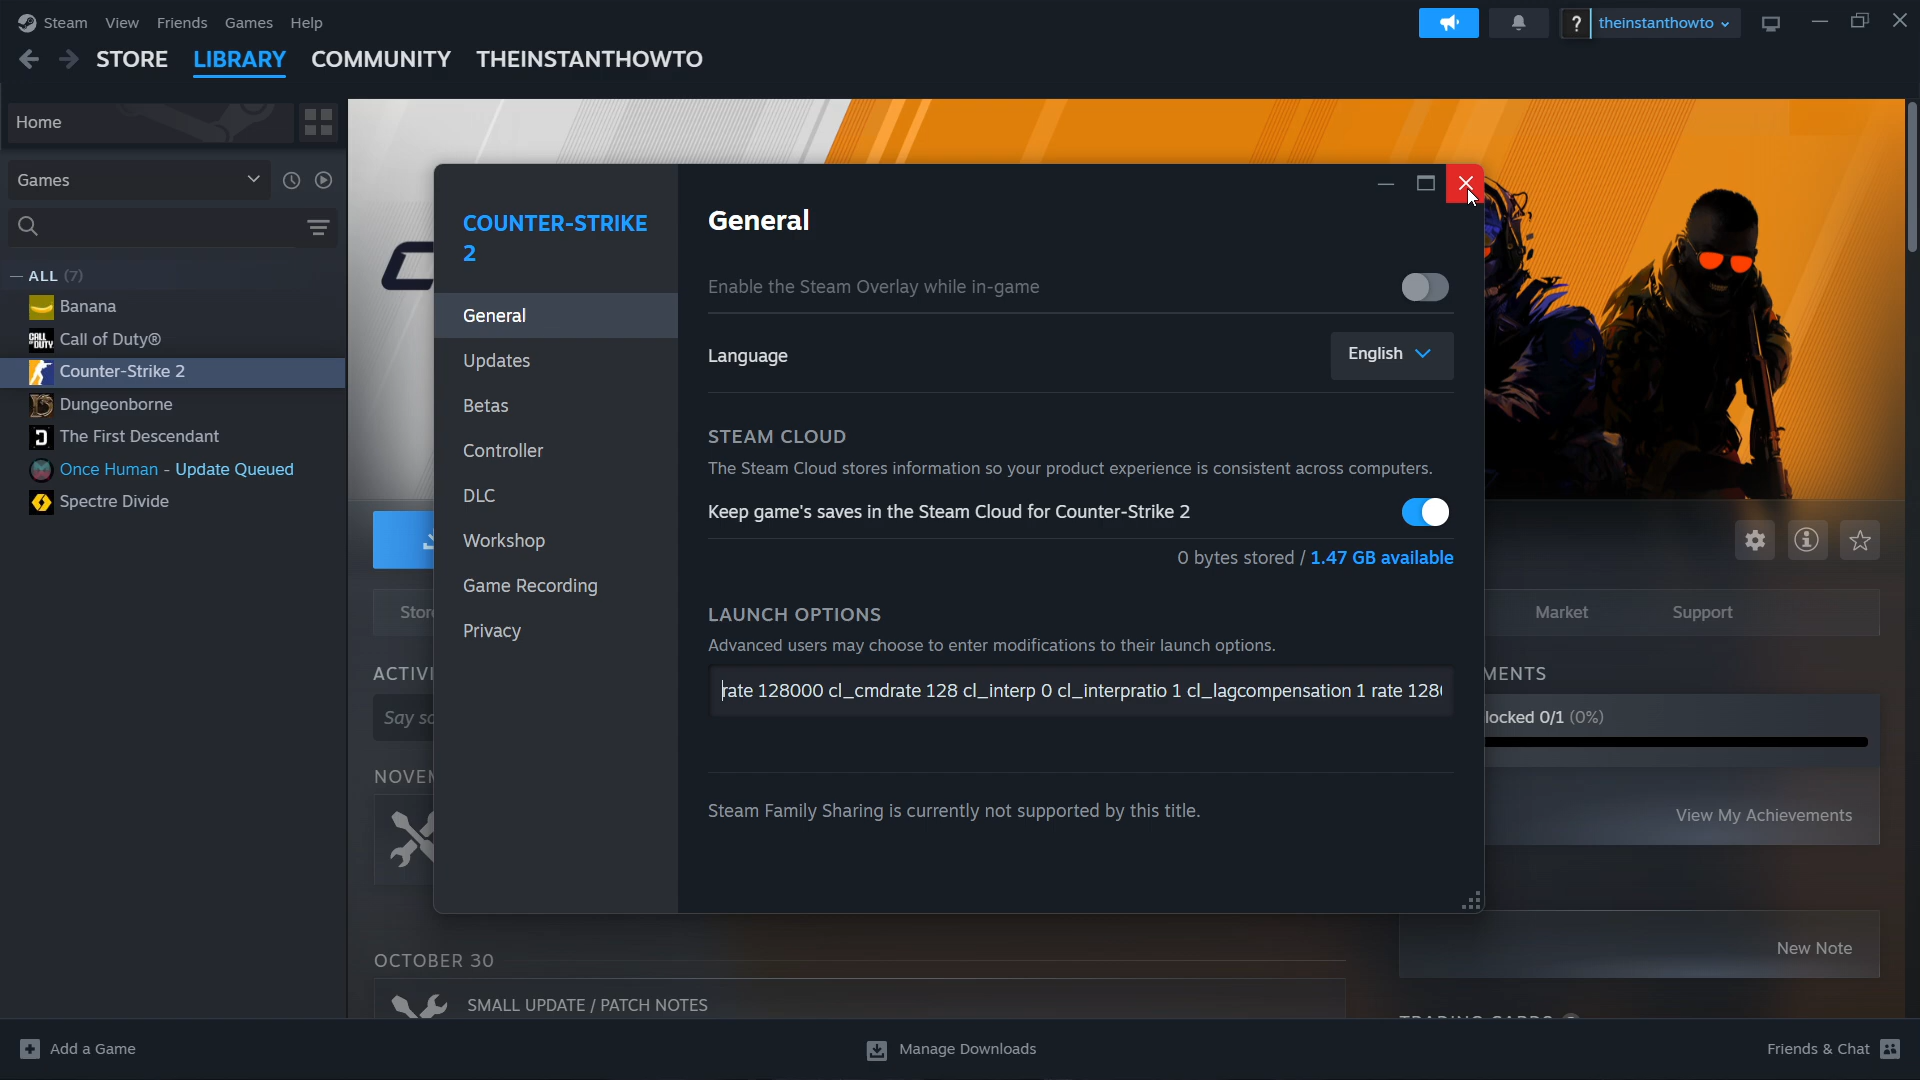 Steam View Friends Games Help
? theinstanthowto
STORE LIBRARY COMMUNITY THEINSTANTHOWTO
Home
Games
ALL (7)
Banana
CALL OF DUTY Call of Duty®
Counter-Strike 2
Dungeonborne
The First Descendant
Once Human - Update Queued
Spectre Divide
COUNTER-STRIKE
2
General
Updates
Betas
Controller
DLC
Workshop
Game Recording
Privacy
General
Enable the Steam Overlay while in-game
Language English
STEAM CLOUD
The Steam Cloud stores information so your product experience is consistent across computers.
Keep game's saves in the Steam Cloud for Counter-Strike 2
0 bytes stored / 1.47 GB available
LAUNCH OPTIONS
Advanced users may choose to enter modifications to their launch options.
rate 128000 cl_cmdrate 128 cl_interp 0 cl_interpratio 1 cl_lagcompensation 1 rate 128
Steam Family Sharing is currently not supported by this title.
Stor
Market Support
ACTIVI
Say so
NOVEM
MENTS
locked 0/1 (0%)
View My Achievements
New Note
OCTOBER 30
SMALL UPDATE / PATCH NOTES
Add a Game
Manage Downloads
Friends & Chat